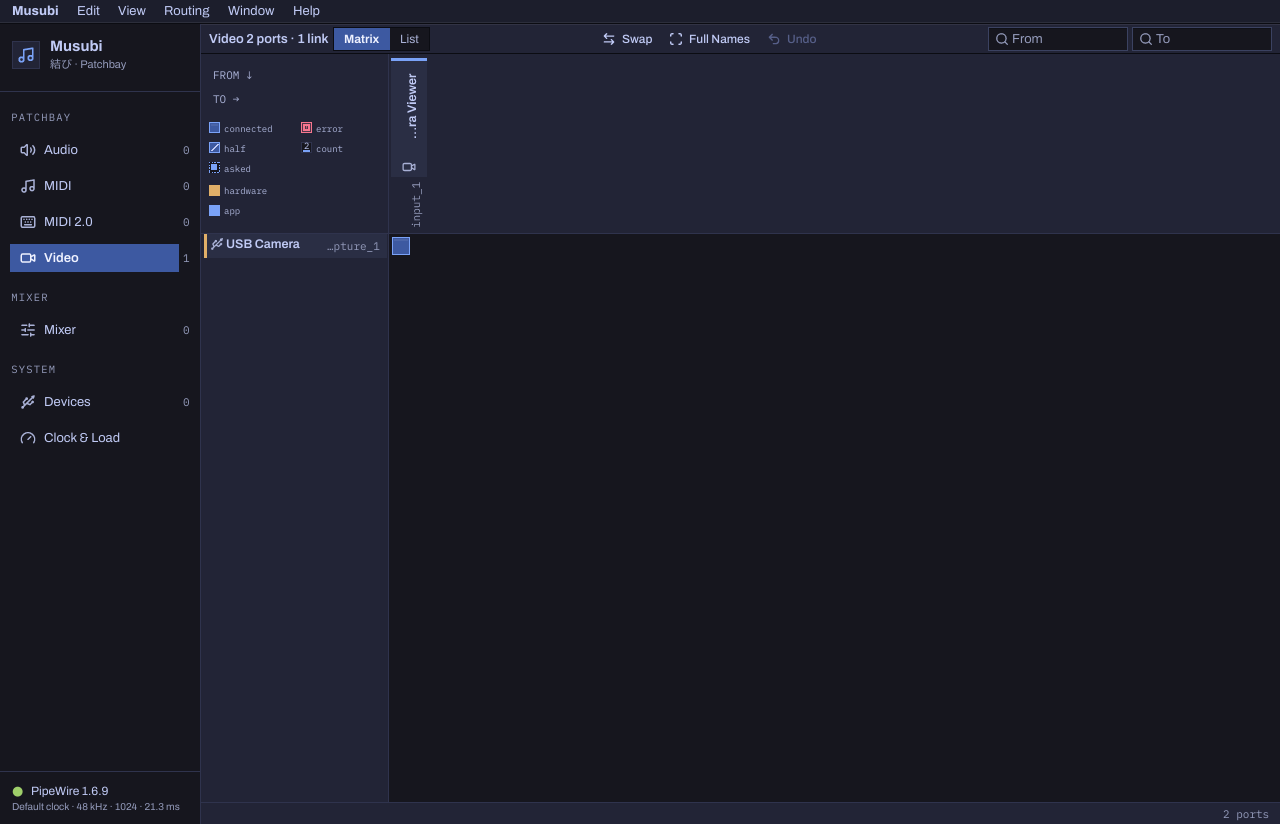 Musubi Edit View Routing Window Help
Musubi
結び · Patchbay
PATCHBAY
Audio 0
MIDI 0
MIDI 2.0 0
Video 1
MIXER
Mixer 0
SYSTEM
Devices 0
Clock & Load
PipeWire 1.6.9
Default clock · 48 kHz · 1024 · 21.3 ms
Video 2 ports · 1 link Matrix List Swap Full Names Undo From To
FROM ↓
TO →
connected error
half 2 count
asked
hardware
app
…ra Viewer
input_1
USB Camera …pture_1
2 ports